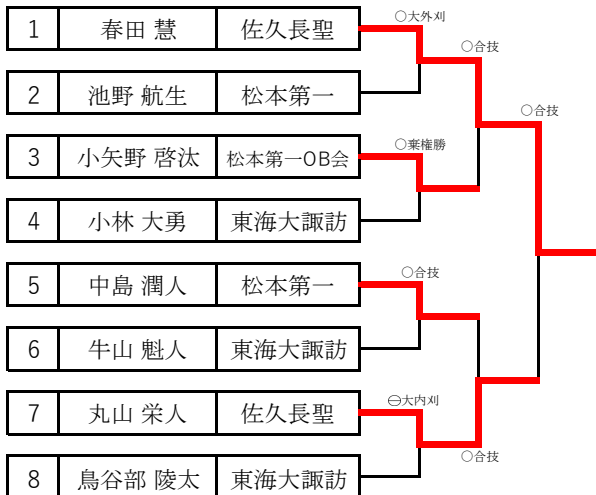 1 春田 慧 佐久長聖
○大外刈
○合技
2 池野 航生 松本第一
○合技
3 小矢野 啓汰 松本第一OB会
○棄権勝
4 小林 大勇 東海大諏訪
5 中島 潤人 松本第一
○合技
6 牛山 魁人 東海大諏訪
7 丸山 栄人 佐久長聖
㊀大内刈
○合技
8 鳥谷部 陵太 東海大諏訪